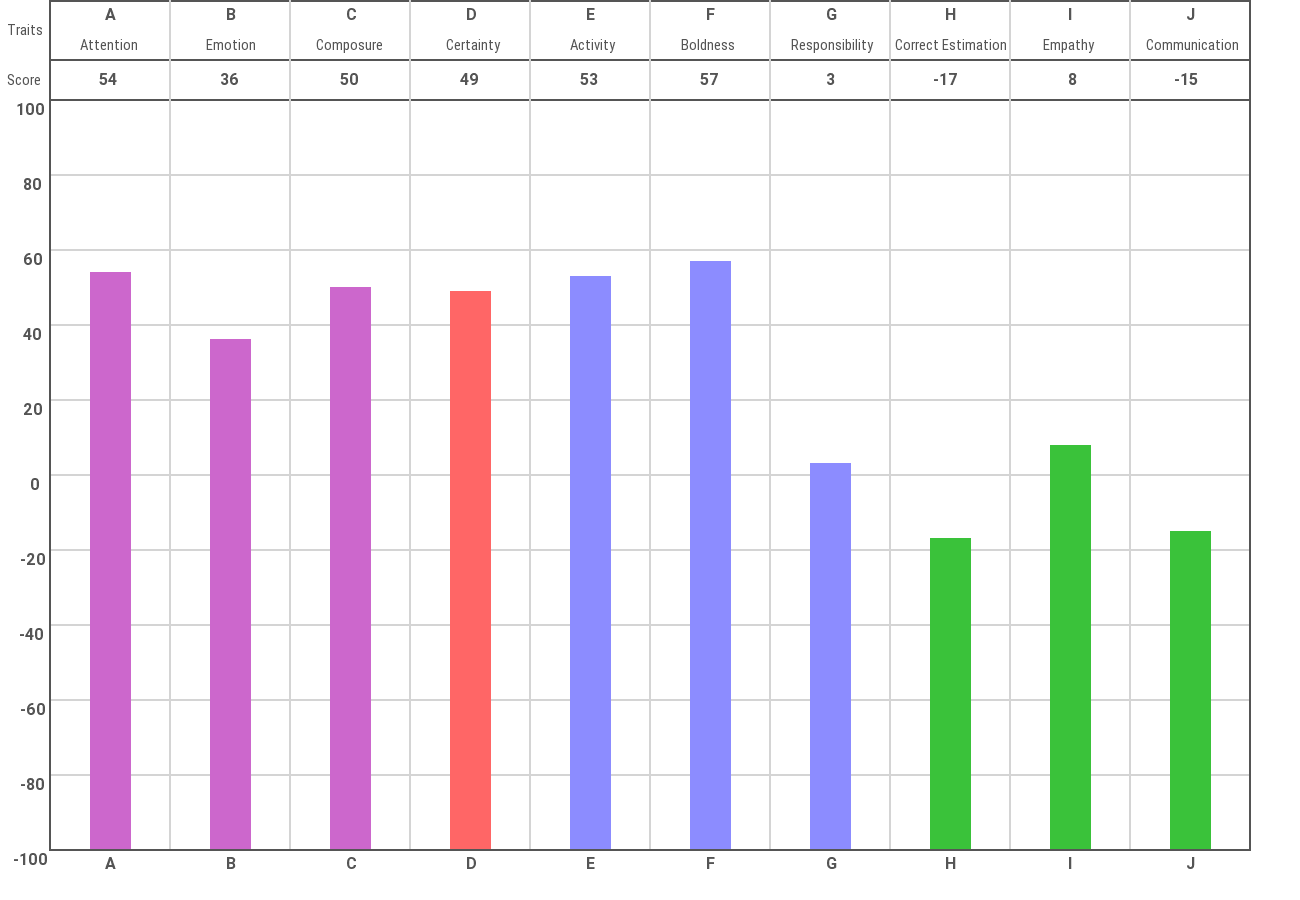 A B C D E F G H I J
Traits Attention Emotion Composure Certainty Activity Boldness Responsibility Correct Estimation Empathy Communication
Score 54 36 50 49 53 57 3 -17 8 -15
100
80
60
40
20
0
-20
-40
-60
-80
-100
A B C D E F G H I J